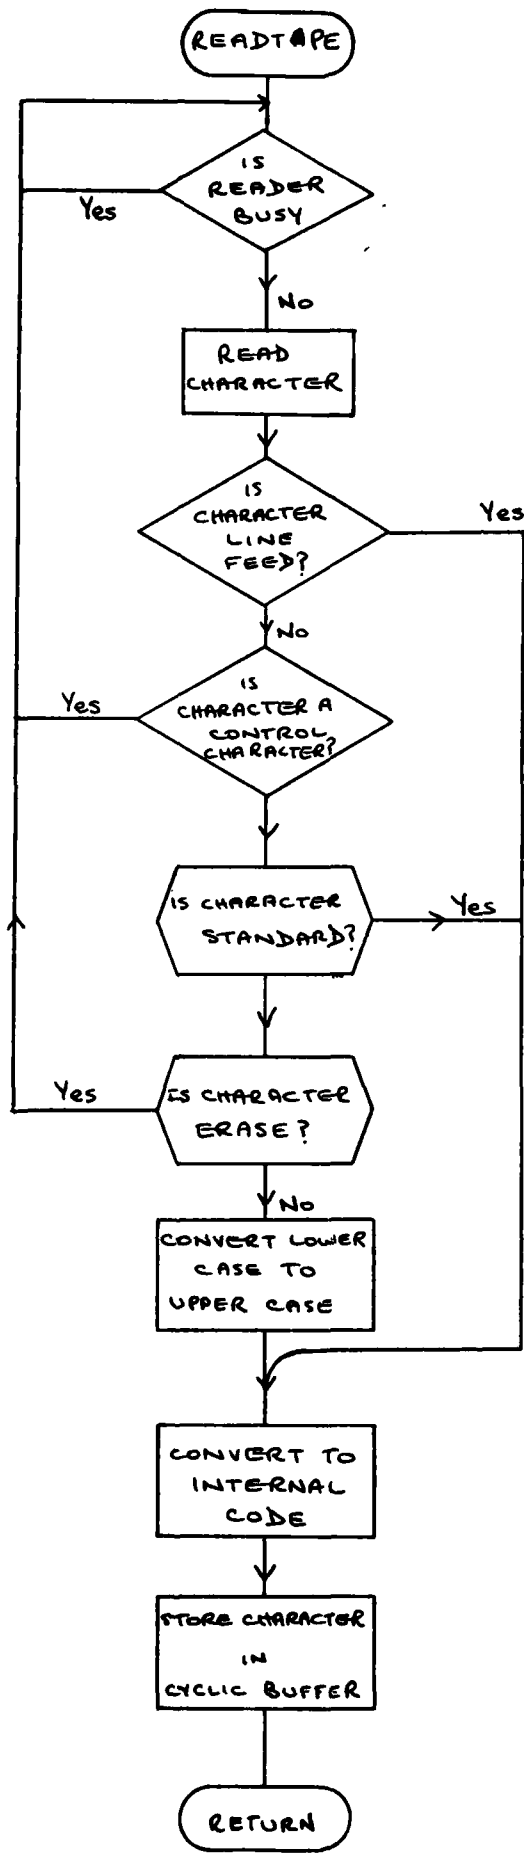 READTAPE
IS
READER
BUSY
Yes
No
READ
CHARACTER
IS
CHARACTER
LINE
FEED?
Yes
No
IS
CHARACTER A
CONTROL
CHARACTER?
Yes
IS CHARACTER
STANDARD?
Yes
IS CHARACTER
ERASE?
Yes
No
CONVERT LOWER
CASE TO
UPPER CASE
CONVERT TO
INTERNAL
CODE
STORE CHARACTER
IN
CYCLIC BUFFER
RETURN